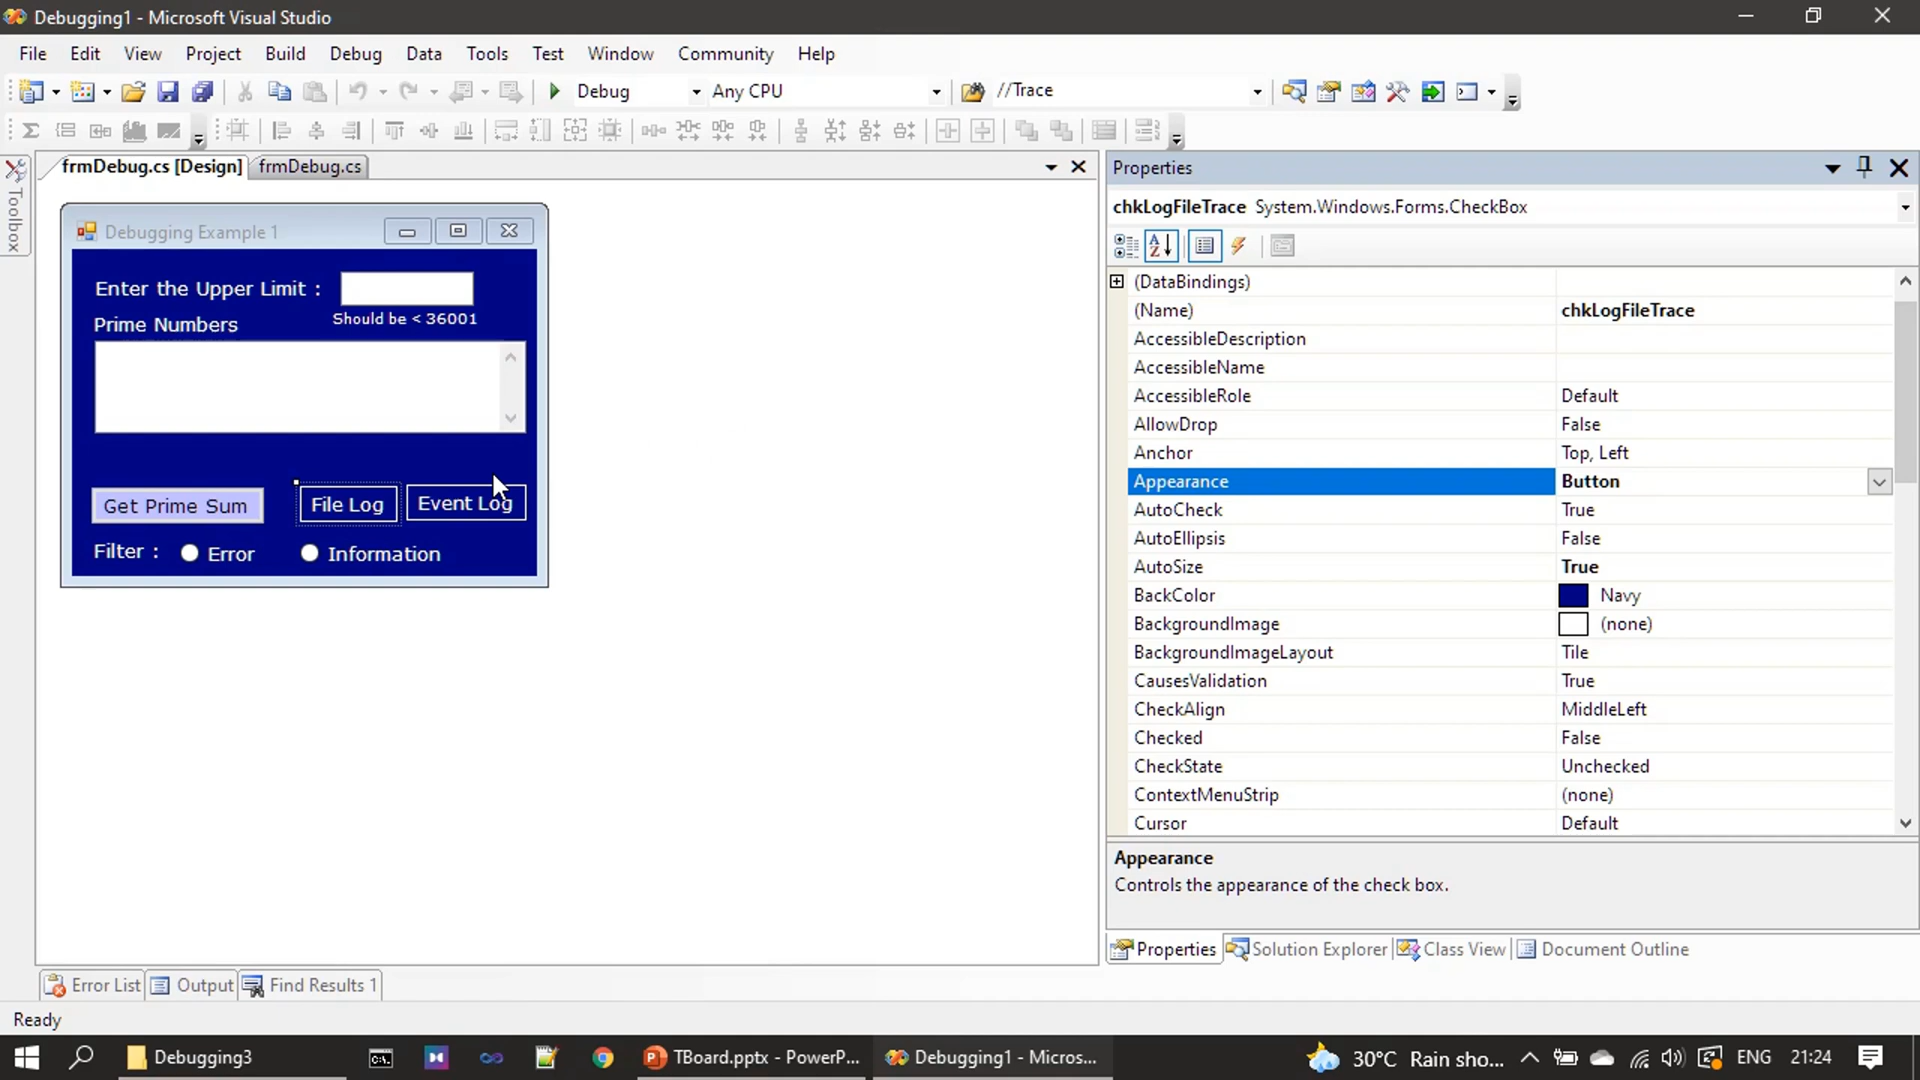 Debugging1 - Microsoft Visual Studio
File Edit View Project Build Debug Data Tools Test Window Community Help
Debug Any CPU //Trace
Toolbox
frmDebug.cs [Design] frmDebug.cs
Debugging Example 1
Enter the Upper Limit :
Should be < 36001
Prime Numbers
Get Prime Sum File Log Event Log
Filter : Error Information
Properties
chkLogFileTrace System.Windows.Forms.CheckBox
(DataBindings)
(Name) chkLogFileTrace
AccessibleDescription
AccessibleName
AccessibleRole Default
AllowDrop False
Anchor Top, Left
Appearance Button
AutoCheck True
AutoEllipsis False
AutoSize True
BackColor Navy
BackgroundImage (none)
BackgroundImageLayout Tile
CausesValidation True
CheckAlign MiddleLeft
Checked False
CheckState Unchecked
ContextMenuStrip (none)
Cursor Default
Appearance
Controls the appearance of the check box.
Properties Solution Explorer Class View Document Outline
Error List Output Find Results 1
Ready
Debugging3 TBoard.pptx - PowerP... Debugging1 - Micros... 30°C Rain sho... ENG 21:24